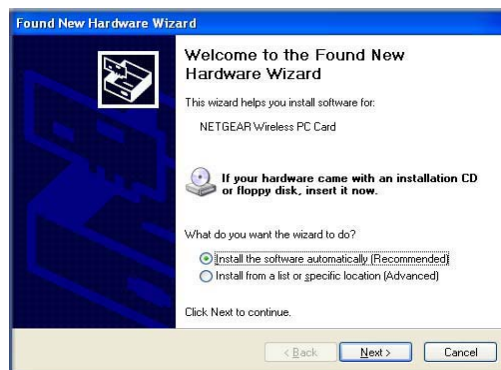 Found New Hardware Wizard
Welcome to the Found New
Hardware Wizard
This wizard helps you install software for:
NETGEAR Wireless PC Card
If your hardware came with an installation CD
or floppy disk, insert it now.
What do you want the wizard to do?
Install the software automatically (Recommended)
Install from a list or specific location (Advanced)
Click Next to continue.
< Back
Next >
Cancel